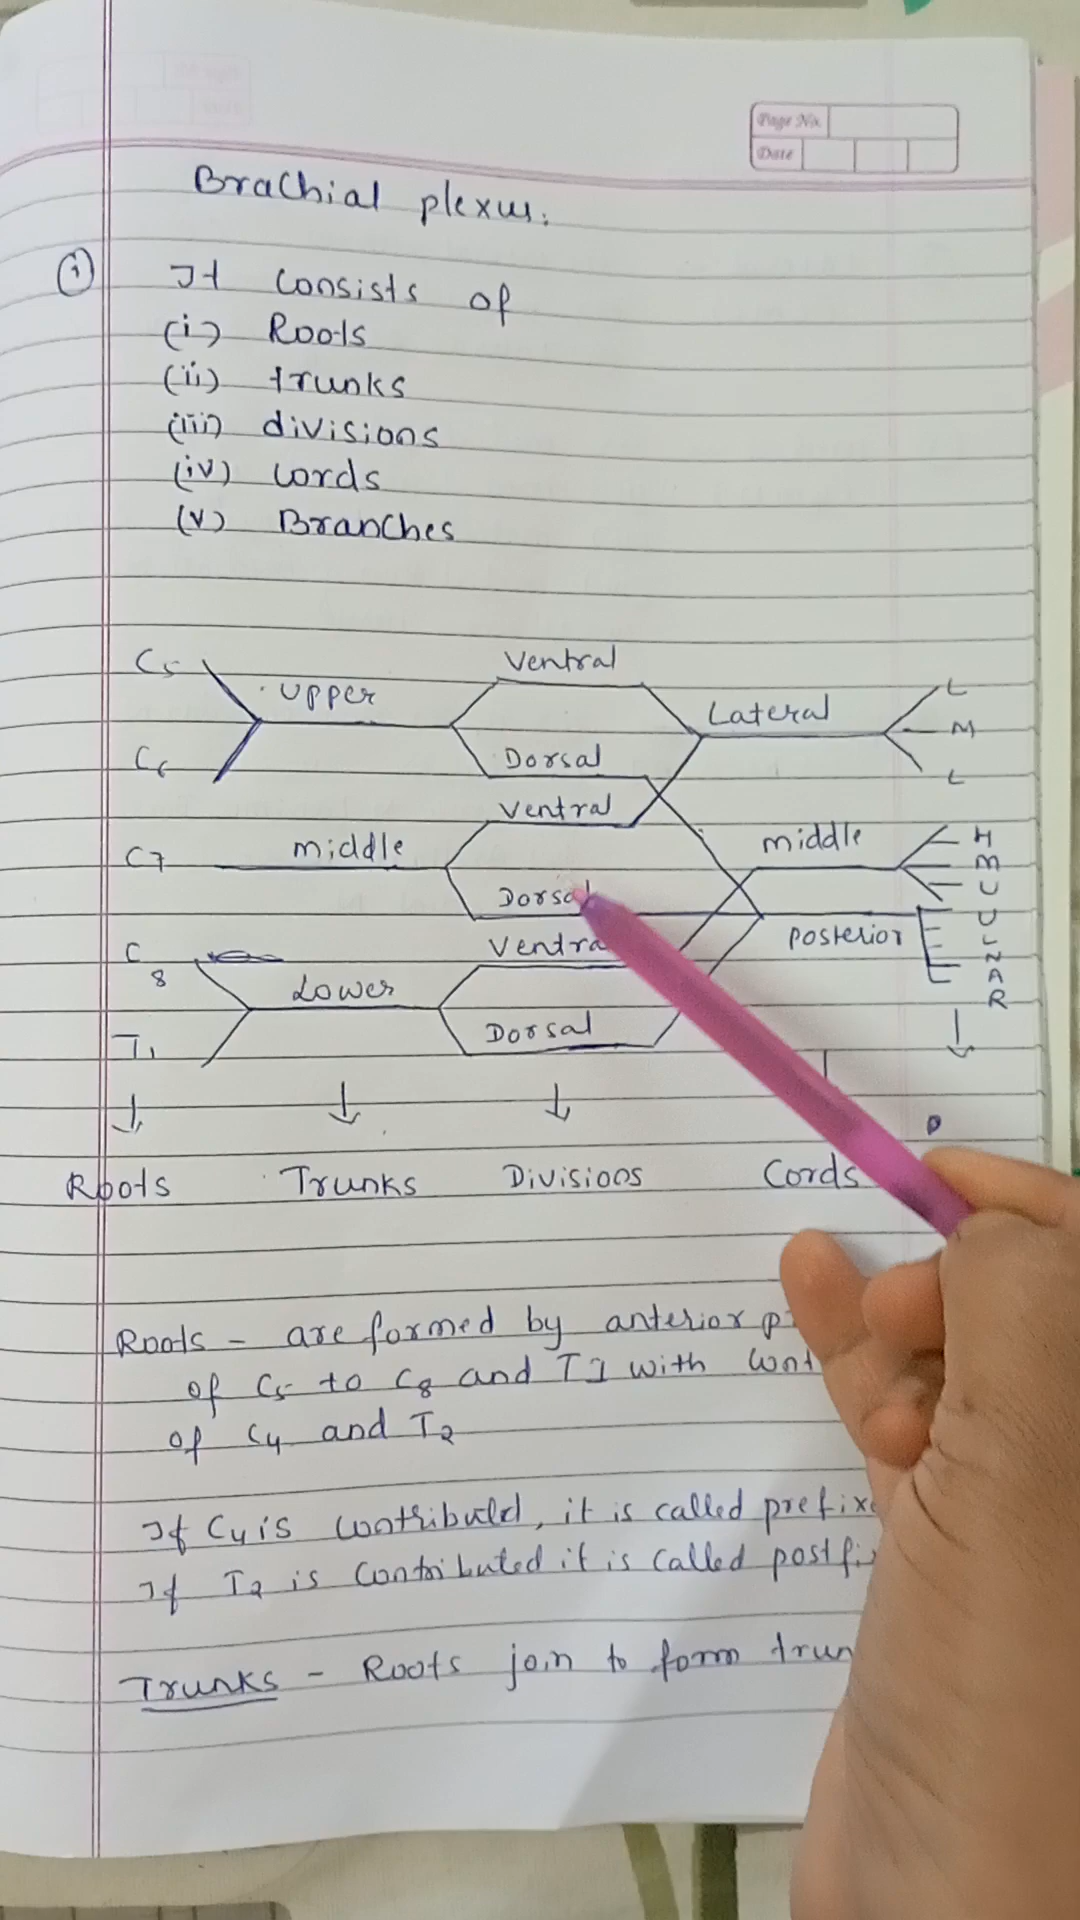 Page No.
Date
Brachial plexus:
1 It consists of
(i) Roots
(ii) trunks
(iii) divisions
(iv) Cords
(v) Branches
C5 Upper Ventral Lateral L
M
C6 Dorsal L
Ventral
C7 middle middle H
M
U
Dorsal
C8 Ventra Posterior ULNAR
Lower
T1 Dorsal
Roots Trunks Divisions Cords
Roots - are formed by anterior
of C5 to C8 and T1 with
of C4 and T2
If C4 is contributed, it is called
If T2 is contributed it is called
Trunks - Roots join to form